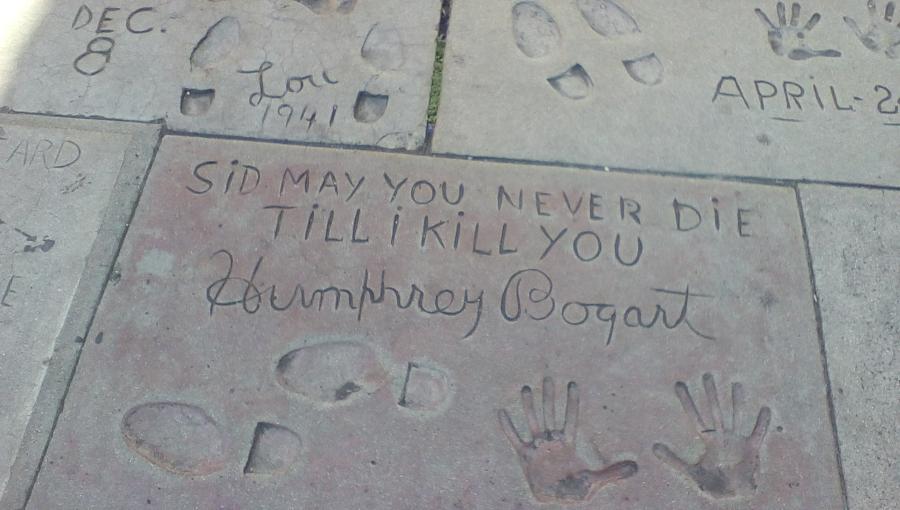 DEC.
8
Lou
1941
APRiL-2
ARD
E
SiD MAY YOU NEVER DiE
TiLL i KiLL YOU
Humphrey Bogart